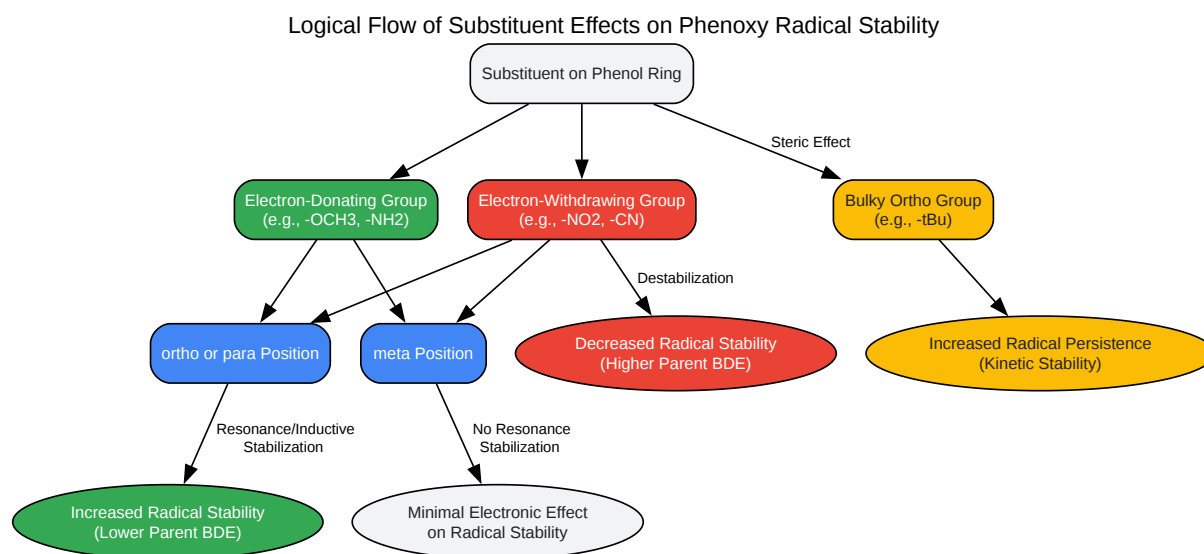 Logical Flow of Substituent Effects on Phenoxy Radical Stability
Substituent on Phenol Ring
Steric Effect
Electron-Donating Group
(e.g., -OCH3, -NH2)
Electron-Withdrawing Group
(e.g., -NO2, -CN)
Bulky Ortho Group
(e.g., -tBu)
Destabilization
ortho or para Position
meta Position
Decreased Radical Stability
(Higher Parent BDE)
Increased Radical Persistence
(Kinetic Stability)
Resonance/Inductive
Stabilization
No Resonance
Stabilization
Increased Radical Stability
(Lower Parent BDE)
Minimal Electronic Effect
on Radical Stability